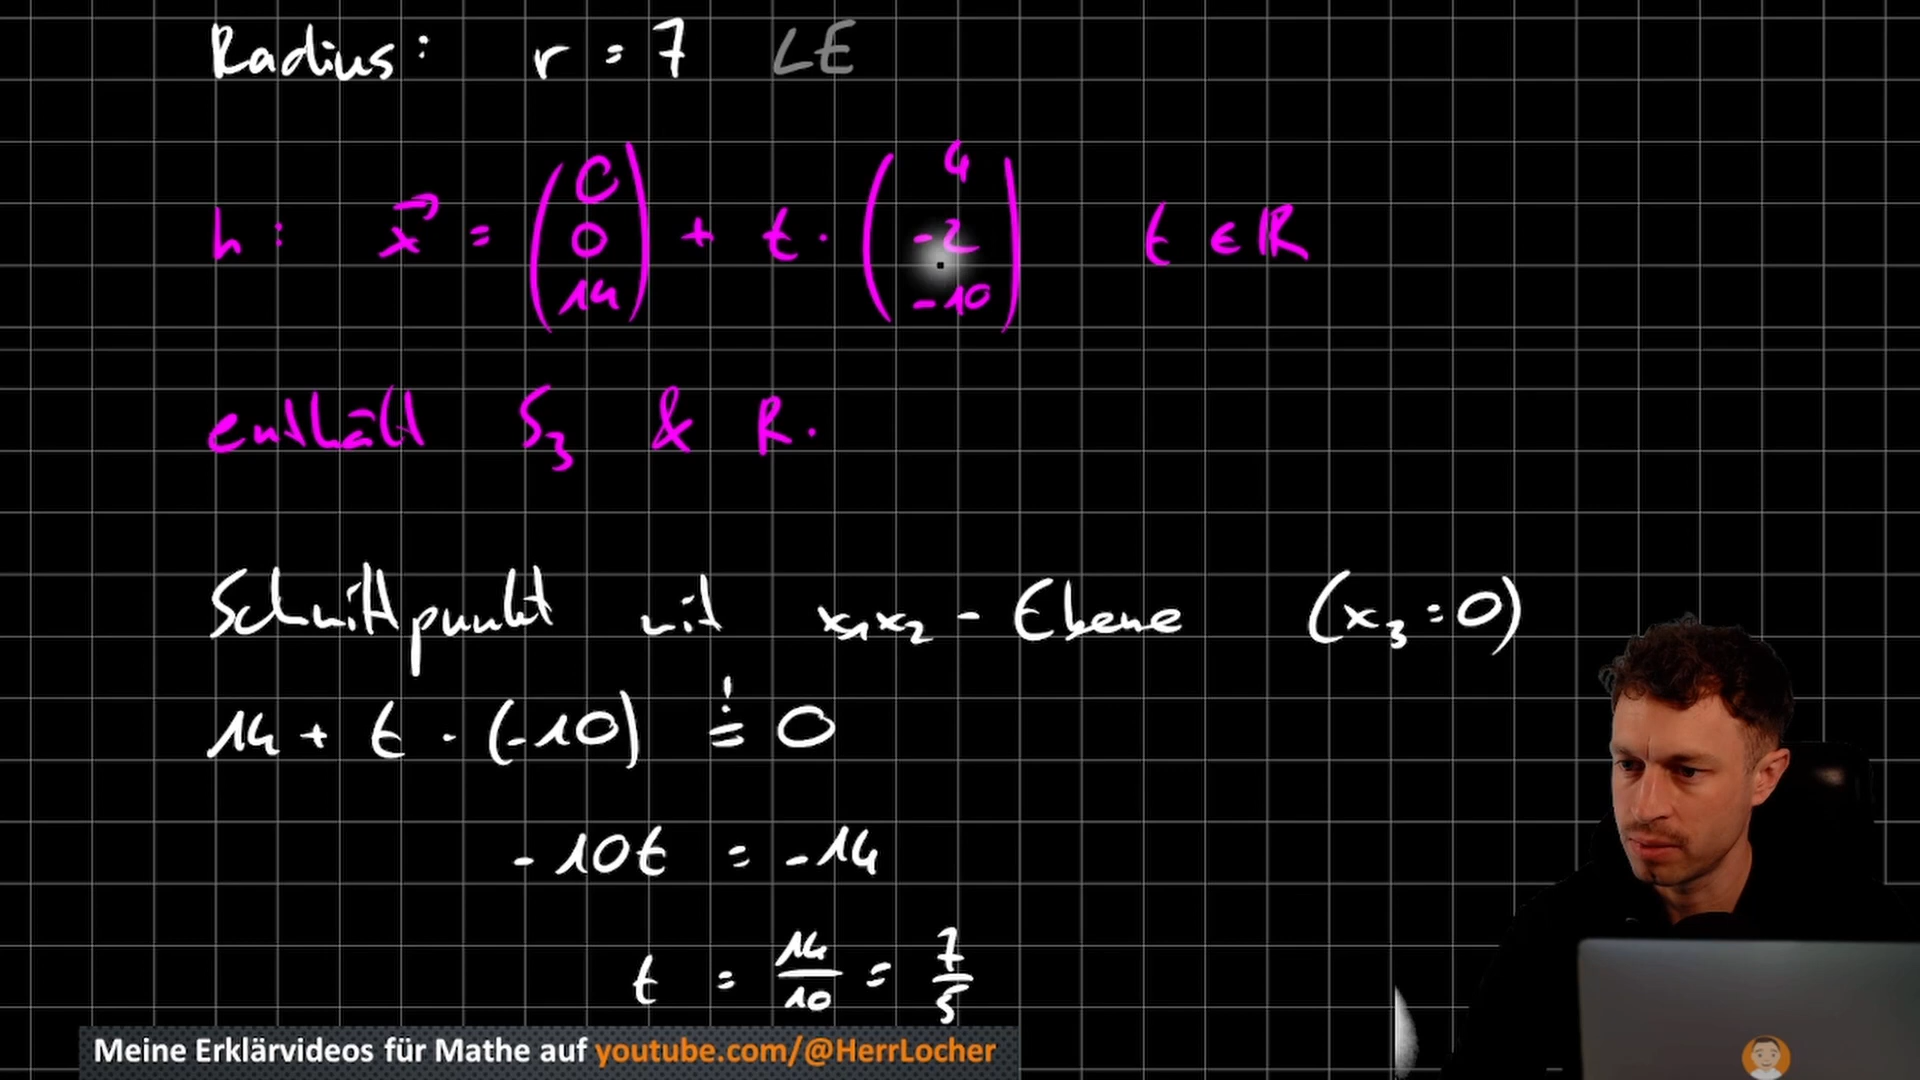 Radius: r = 7 LE
h: x⃗ = (0 0 14) + t · (4 -2 -10) t ∈ ℝ
enthält S₃ & R.
Schnittpunkt mit x₁x₂-Ebene (x₃=0)
14 + t · (-10) =! 0
-10t = -14
t = 14/10 = 7/5
Meine Erklärvideos für Mathe auf youtube.com/@HerrLocher